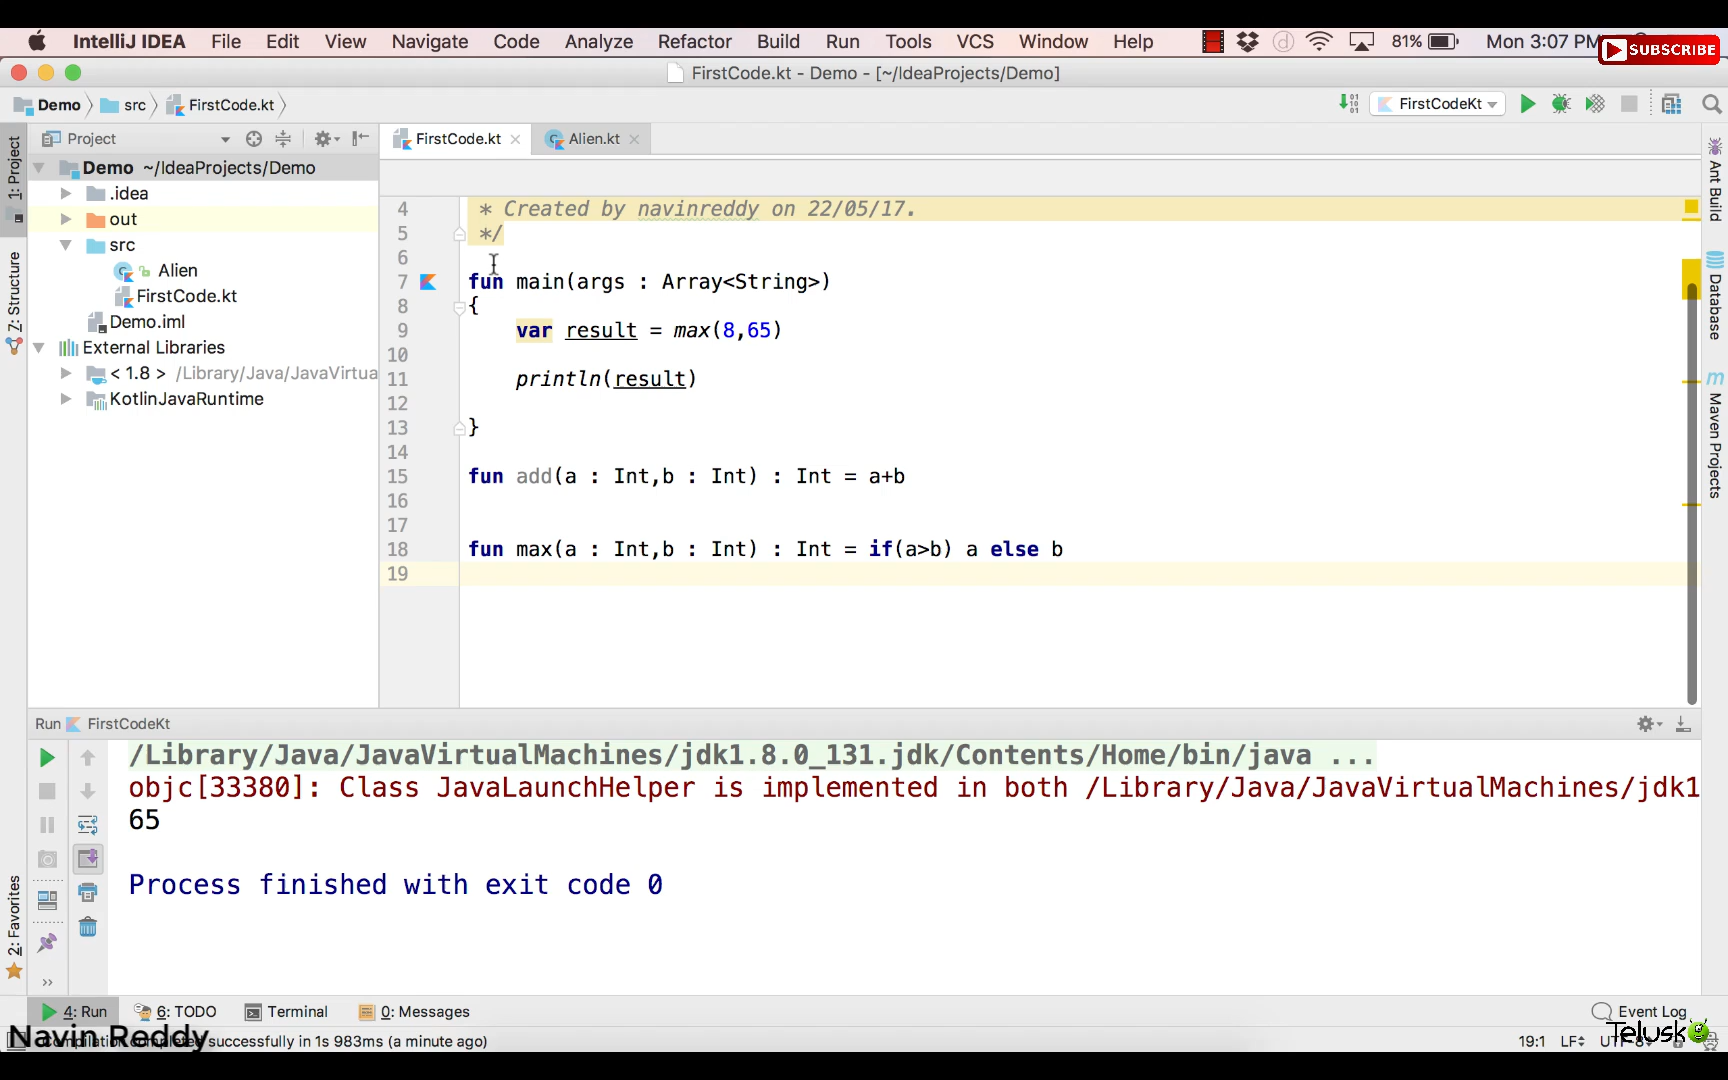 IntelliJ IDEA File Edit View Navigate Code Analyze Refactor Build Run Tools VCS Window Help 81% Mon 3:07 PM
SUBSCRIBE
FirstCode.kt - Demo - [~/IdeaProjects/Demo]
Demo src FirstCode.kt FirstCodeKt
Project FirstCode.kt Alien.kt
1: Project
Z: Structure
2: Favorites
Demo ~/IdeaProjects/Demo
.idea
out
src
Alien
FirstCode.kt
Demo.iml
External Libraries
< 1.8 > /Library/Java/JavaVirtua
KotlinJavaRuntime
4 * Created by navinreddy on 22/05/17.
5 */
6
7 fun main(args : Array<String>)
8 {
9 var result = max(8,65)
10
11 println(result)
12
13 }
14
15 fun add(a : Int,b : Int) : Int = a+b
16
17
18 fun max(a : Int,b : Int) : Int = if(a>b) a else b
19
Ant Build
Database
Maven Projects
Run FirstCodeKt
/Library/Java/JavaVirtualMachines/jdk1.8.0_131.jdk/Contents/Home/bin/java ...
objc[33380]: Class JavaLaunchHelper is implemented in both /Library/Java/JavaVirtualMachines/jdk1
65
Process finished with exit code 0
4: Run 6: TODO Terminal 0: Messages Event Log
Navin Reddy
Telusko
Compilation completed successfully in 1s 983ms (a minute ago) 19:1 LF UTF-8